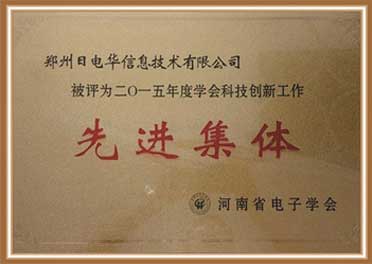 郑州日电华信息技术有限公司
被评为二〇一五年度学会科技创新工作
先进集体
河南省电子学会